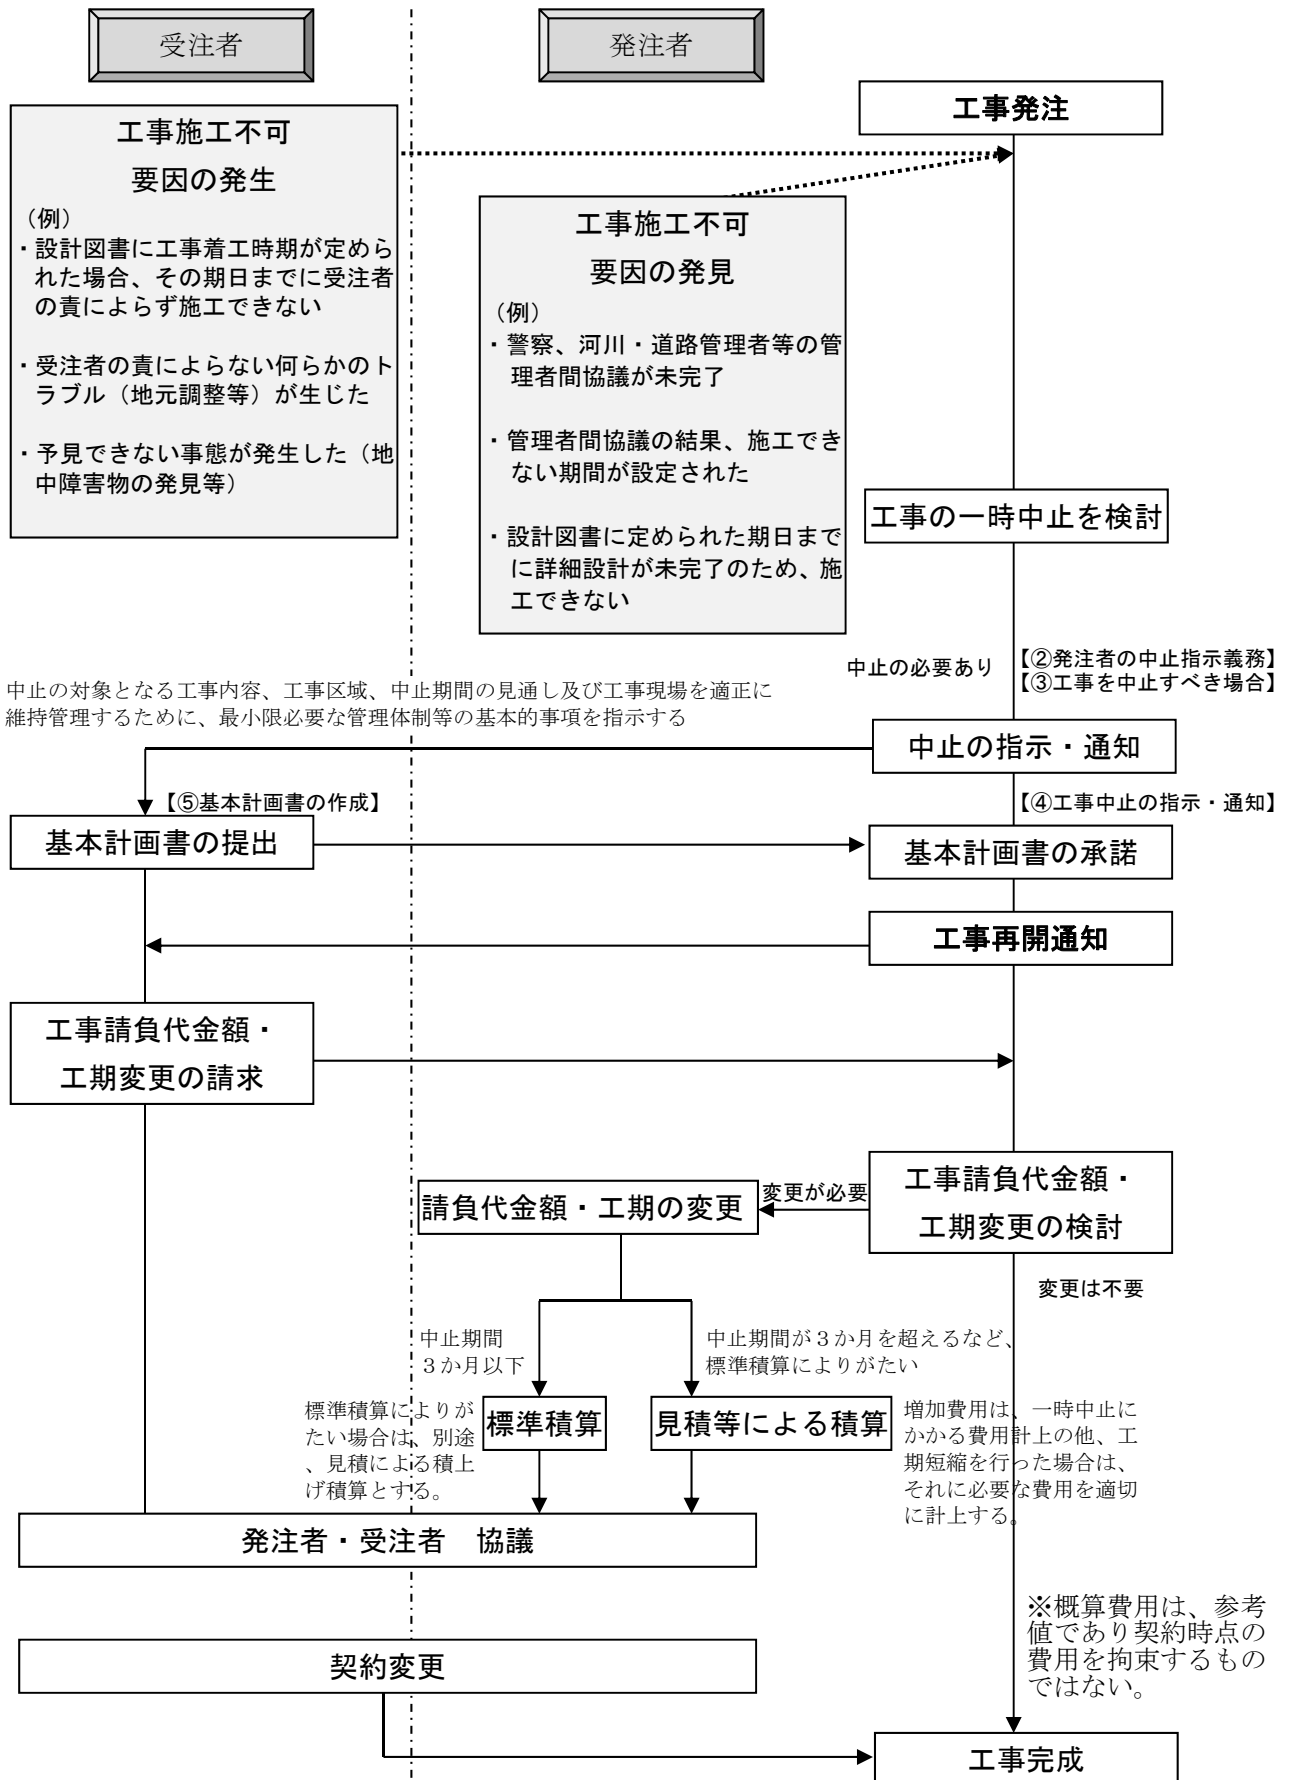 受注者
発注者
工事発注
工事施工不可
要因の発生
（例）
・設計図書に工事着工時期が定めら
れた場合、その期日までに受注者
の責によらず施工できない
・受注者の責によらない何らかのト
ラブル（地元調整等）が生じた
・予見できない事態が発生した（地
中障害物の発見等）
工事施工不可
要因の発見
（例）
・警察、河川・道路管理者等の管
理者間協議が未完了
・管理者間協議の結果、施工でき
ない期間が設定された
・設計図書に定められた期日まで
に詳細設計が未完了のため、施
工できない
工事の一時中止を検討
中止の必要あり
【②発注者の中止指示義務】
【③工事を中止すべき場合】
中止の対象となる工事内容、工事区域、中止期間の見通し及び工事現場を適正に
維持管理するために、最小限必要な管理体制等の基本的事項を指示する
中止の指示・通知
【⑤基本計画書の作成】
【④工事中止の指示・通知】
基本計画書の提出
基本計画書の承諾
工事再開通知
工事請負代金額・
工期変更の請求
工事請負代金額・
工期変更の検討
変更が必要
請負代金額・工期の変更
変更は不要
中止期間
３か月以下
中止期間が３か月を超えるなど、
標準積算によりがたい
標準積算によりが
たい場合は、別途
、見積による積上
げ積算とする。
標準積算
見積等による積算
増加費用は、一時中止に
かかる費用計上の他、工
期短縮を行った場合は、
それに必要な費用を適切
に計上する。
発注者・受注者　協議
※概算費用は、参考
値であり契約時点の
費用を拘束するもの
ではない。
契約変更
工事完成